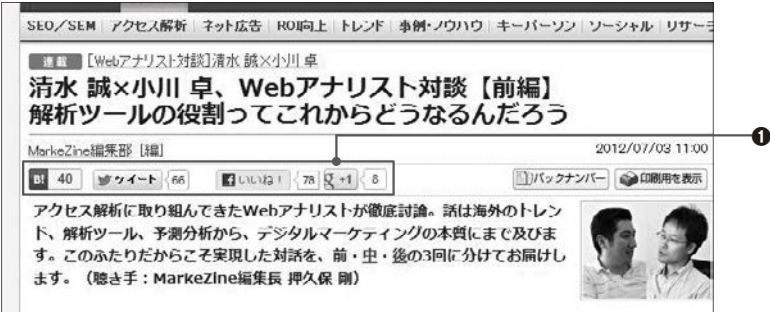 SEO/SEM アクセス解析 ネット広告 ROI向上 トレンド 事例・ノウハウ キーパーソン ソーシャル リサー
連載 [Webアナリスト対談]清水 誠×小川 卓
清水 誠×小川 卓、Webアナリスト対談【前編】
解析ツールの役割ってこれからどうなるんだろう
❶
MarkeZine編集部 [編] 2012/07/03 11:00
B! 40 ツイート 66 いいね! 78 +1 8 バックナンバー 印刷用を表示
アクセス解析に取り組んできたWebアナリストが徹底討論。話は海外のトレン
ド、解析ツール、予測分析から、デジタルマーケティングの本質にまで及びま
す。このふたりだからこそ実現した対話を、前・中・後の3回に分けてお届けし
ます。（聴き手：MarkeZine編集長 押久保 剛）